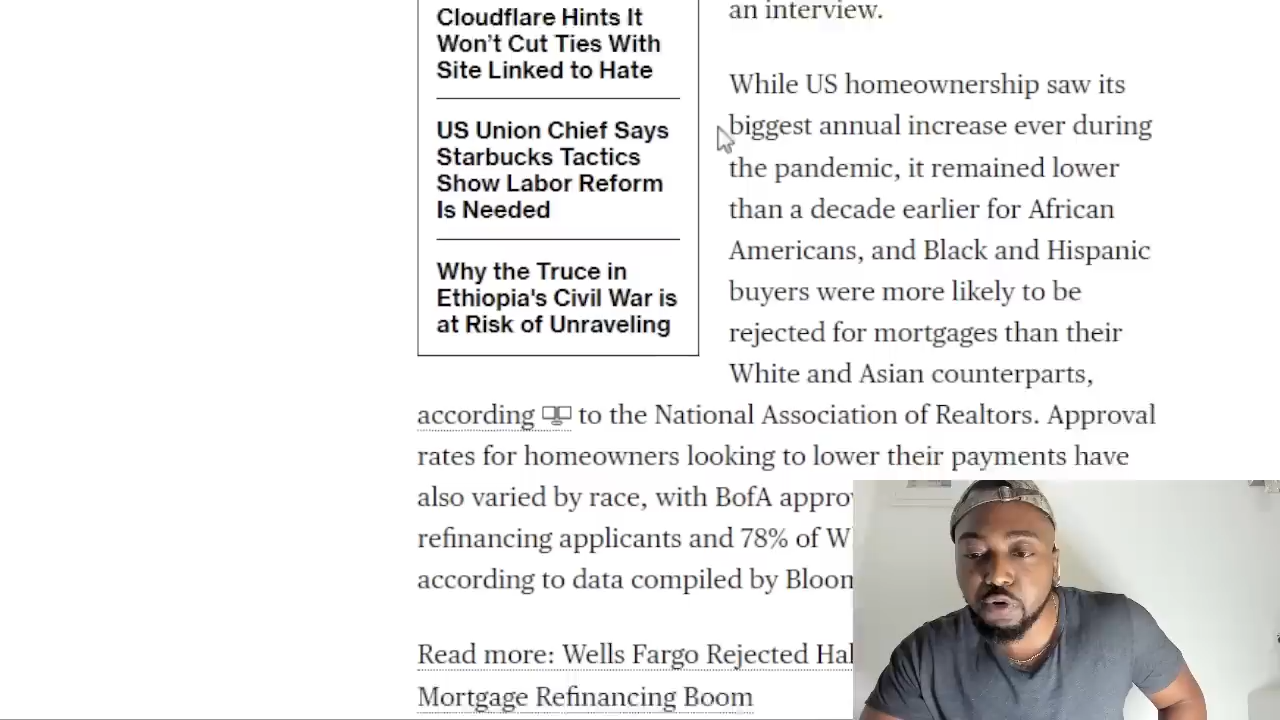 Cloudflare Hints It
Won't Cut Ties With
Site Linked to Hate
US Union Chief Says
Starbucks Tactics
Show Labor Reform
Is Needed
Why the Truce in
Ethiopia's Civil War is
at Risk of Unraveling
an interview.
While US homeownership saw its
biggest annual increase ever during
the pandemic, it remained lower
than a decade earlier for African
Americans, and Black and Hispanic
buyers were more likely to be
rejected for mortgages than their
White and Asian counterparts,
according to the National Association of Realtors. Approval
rates for homeowners looking to lower their payments have
also varied by race, with BofA
refinancing applicants and 78% of
according to data compiled by
Read more: Wells Fargo Rejected
Mortgage Refinancing Boom